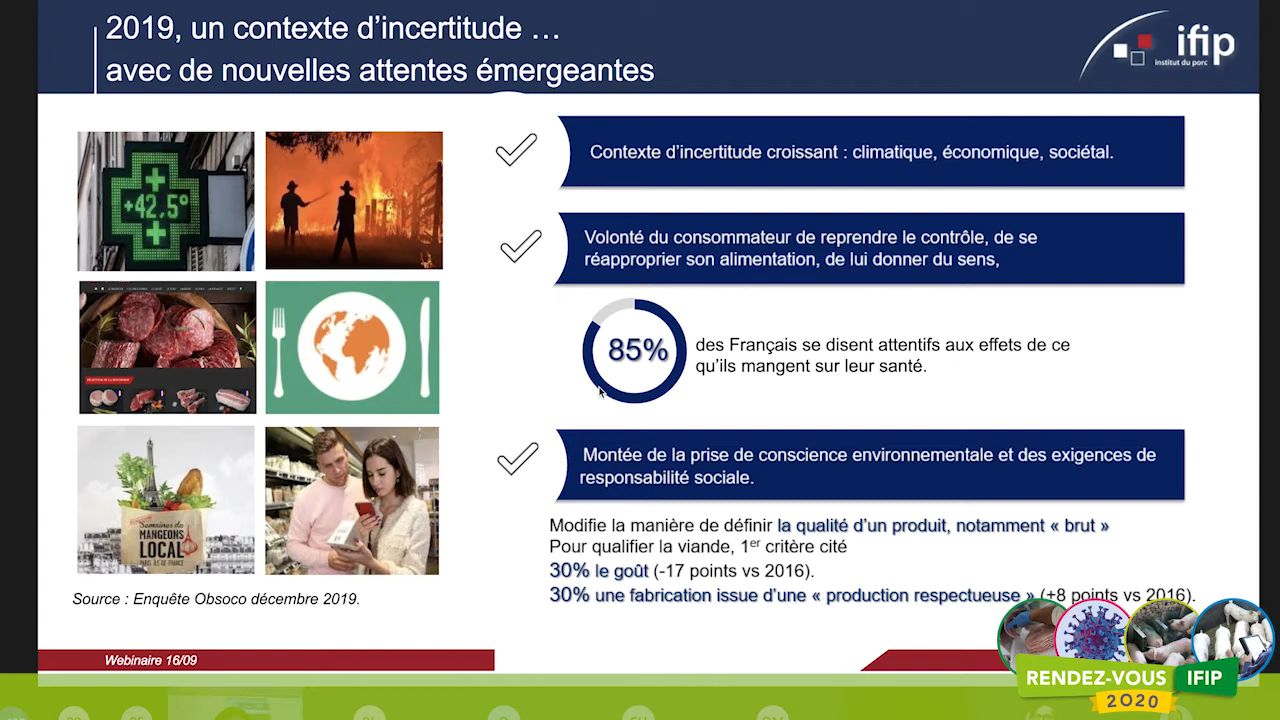 2019, un contexte d’incertitude …
avec de nouvelles attentes émergeantes
ifip
institut du porc
+42,5°
Semaines du
MANGEONS
LOCAL
PARIS ILE-DE-FRANCE
Source : Enquête Obsoco décembre 2019.
Contexte d’incertitude croissant : climatique, économique, sociétal.
Volonté du consommateur de reprendre le contrôle, de se
réapproprier son alimentation, de lui donner du sens,
85%
des Français se disent attentifs aux effets de ce
qu’ils mangent sur leur santé.
Montée de la prise de conscience environnementale et des exigences de
responsabilité sociale.
Modifie la manière de définir la qualité d’un produit, notamment « brut »
Pour qualifier la viande, 1er critère cité
30% le goût (-17 points vs 2016).
30% une fabrication issue d’une « production respectueuse » (+8 points vs 2016).
Webinaire 16/09
RENDEZ-VOUS IFIP
2020